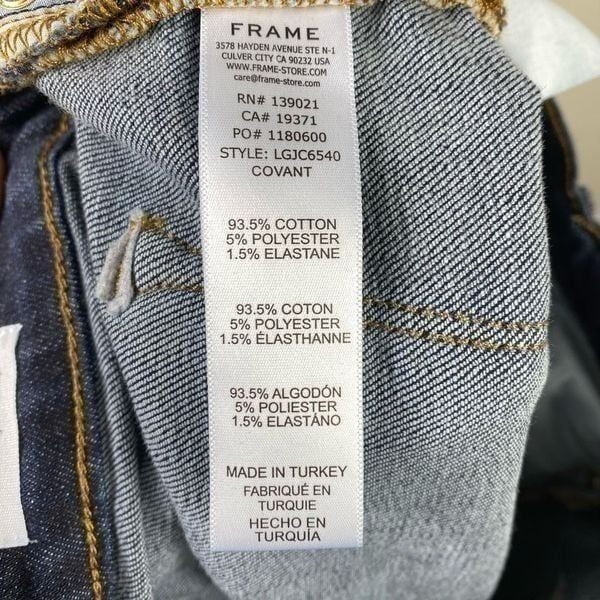 FRAME
3578 HAYDEN AVENUE STE N-1
CULVER CITY CA 90232 USA
WWW.FRAME-STORE.COM
care@frame-store.com
RN# 139021
CA# 19371
PO# 1180600
STYLE: LGJC6540
COVANT
93.5% COTTON
5% POLYESTER
1.5% ELASTANE
93.5% COTON
5% POLYESTER
1.5% ÉLASTHANNE
93.5% ALGODÓN
5% POLIESTER
1.5% ELASTÁNO
MADE IN TURKEY
FABRIQUÉ EN
TURQUIE
HECHO EN
TURQUÍA